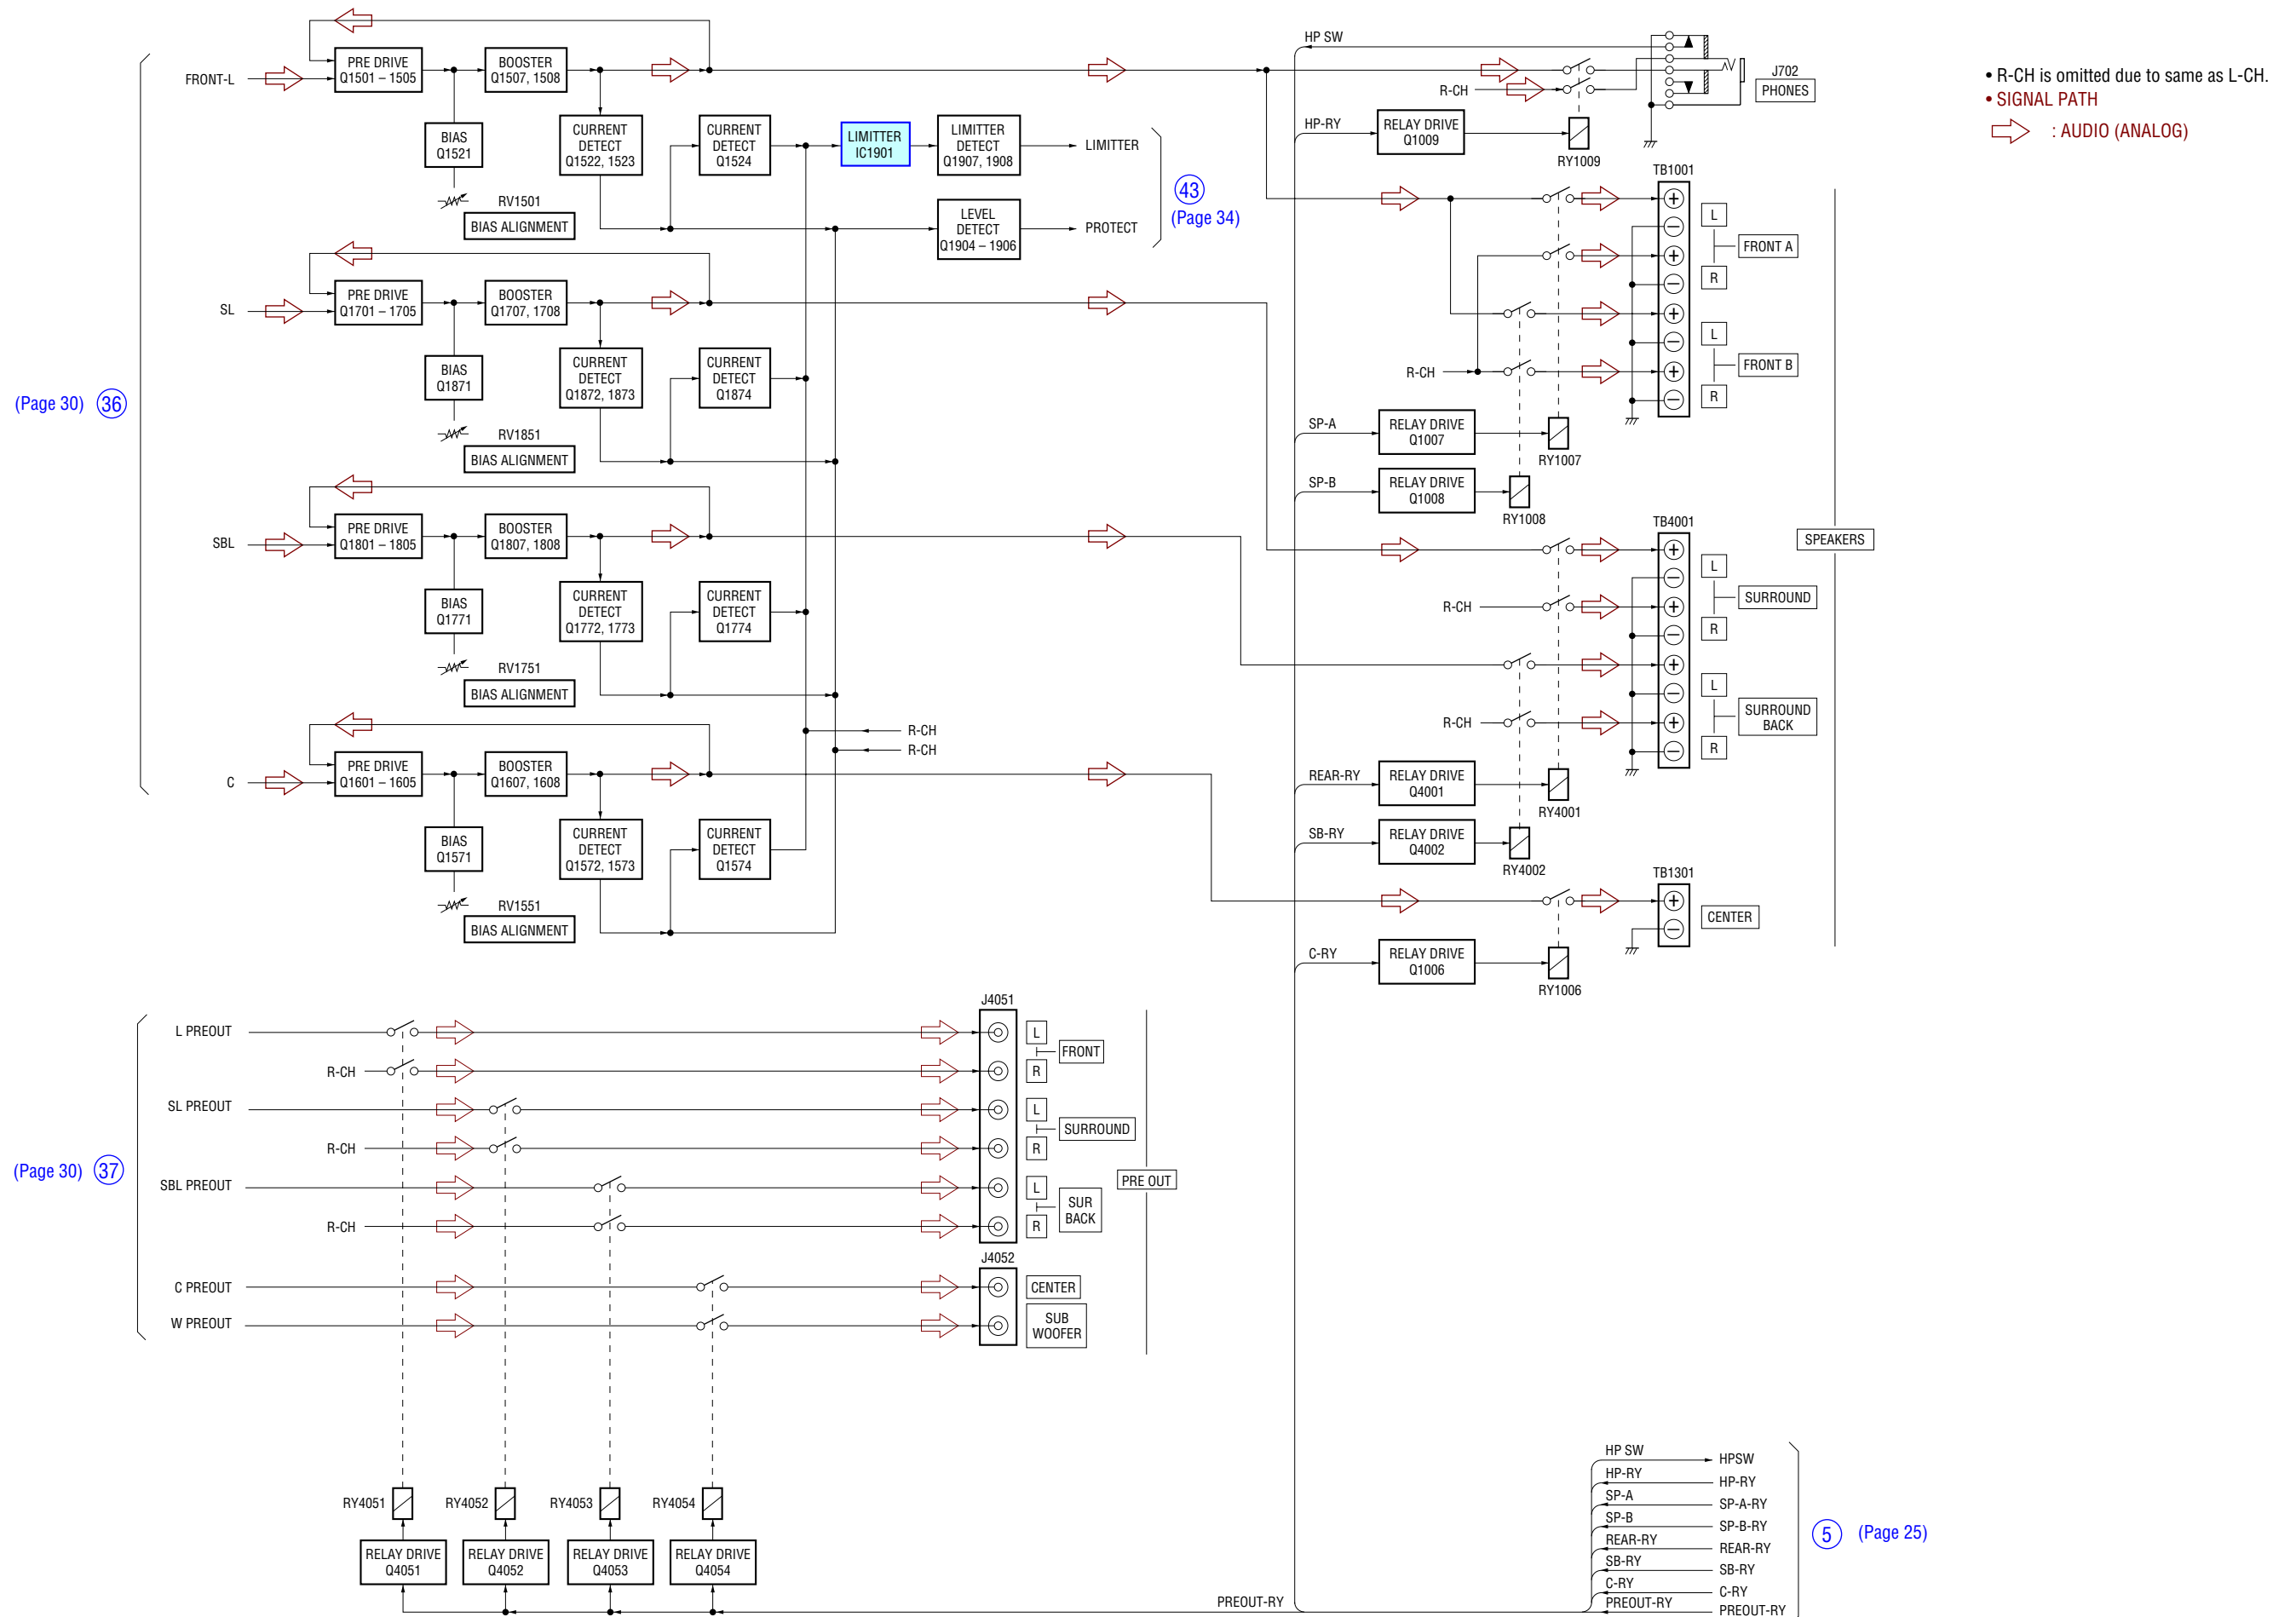 FRONT-L
PRE DRIVE
Q1501 – 1505
BOOSTER
Q1507, 1508
BIAS
Q1521
RV1501
BIAS ALIGNMENT
CURRENT
DETECT
Q1522, 1523
CURRENT
DETECT
Q1524
LIMITTER
IC1901
LIMITTER
DETECT
Q1907, 1908
LIMITTER
LEVEL
DETECT
Q1904 – 1906
PROTECT
43
(Page 34)
SL
PRE DRIVE
Q1701 – 1705
BOOSTER
Q1707, 1708
BIAS
Q1871
RV1851
BIAS ALIGNMENT
CURRENT
DETECT
Q1872, 1873
CURRENT
DETECT
Q1874
(Page 30) 36
SBL
PRE DRIVE
Q1801 – 1805
BOOSTER
Q1807, 1808
BIAS
Q1771
RV1751
BIAS ALIGNMENT
CURRENT
DETECT
Q1772, 1773
CURRENT
DETECT
Q1774
R-CH
R-CH
C
PRE DRIVE
Q1601 – 1605
BOOSTER
Q1607, 1608
BIAS
Q1571
RV1551
BIAS ALIGNMENT
CURRENT
DETECT
Q1572, 1573
CURRENT
DETECT
Q1574
HP SW
R-CH
HP-RY
RELAY DRIVE
Q1009
RY1009
J702
PHONES
• R-CH is omitted due to same as L-CH.
• SIGNAL PATH
: AUDIO (ANALOG)
TB1001
L
FRONT A
R
L
FRONT B
R
R-CH
SP-A
RELAY DRIVE
Q1007
RY1007
SP-B
RELAY DRIVE
Q1008
RY1008
SPEAKERS
TB4001
L
SURROUND
R
R-CH
L
SURROUND
BACK
R
R-CH
REAR-RY
RELAY DRIVE
Q4001
RY4001
SB-RY
RELAY DRIVE
Q4002
RY4002
TB1301
CENTER
C-RY
RELAY DRIVE
Q1006
RY1006
(Page 30) 37
L PREOUT
R-CH
SL PREOUT
R-CH
SBL PREOUT
R-CH
C PREOUT
W PREOUT
J4051
L
FRONT
R
L
SURROUND
R
L
SUR
BACK
R
J4052
CENTER
SUB
WOOFER
PRE OUT
RY4051
RY4052
RY4053
RY4054
RELAY DRIVE
Q4051
RELAY DRIVE
Q4052
RELAY DRIVE
Q4053
RELAY DRIVE
Q4054
PREOUT-RY
HP SW
HPSW
HP-RY
HP-RY
SP-A
SP-A-RY
SP-B
SP-B-RY
REAR-RY
REAR-RY
SB-RY
SB-RY
C-RY
C-RY
PREOUT-RY
PREOUT-RY
5 (Page 25)